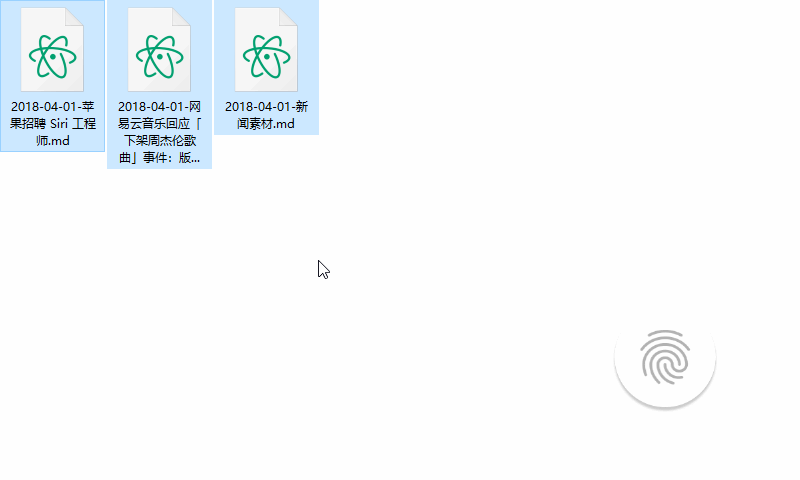 2018-04-01-苹
果招聘 Siri 工程
师.md
2018-04-01-网
易云音乐回应「
下架周杰伦歌
曲」事件：版...
2018-04-01-新
闻素材.md